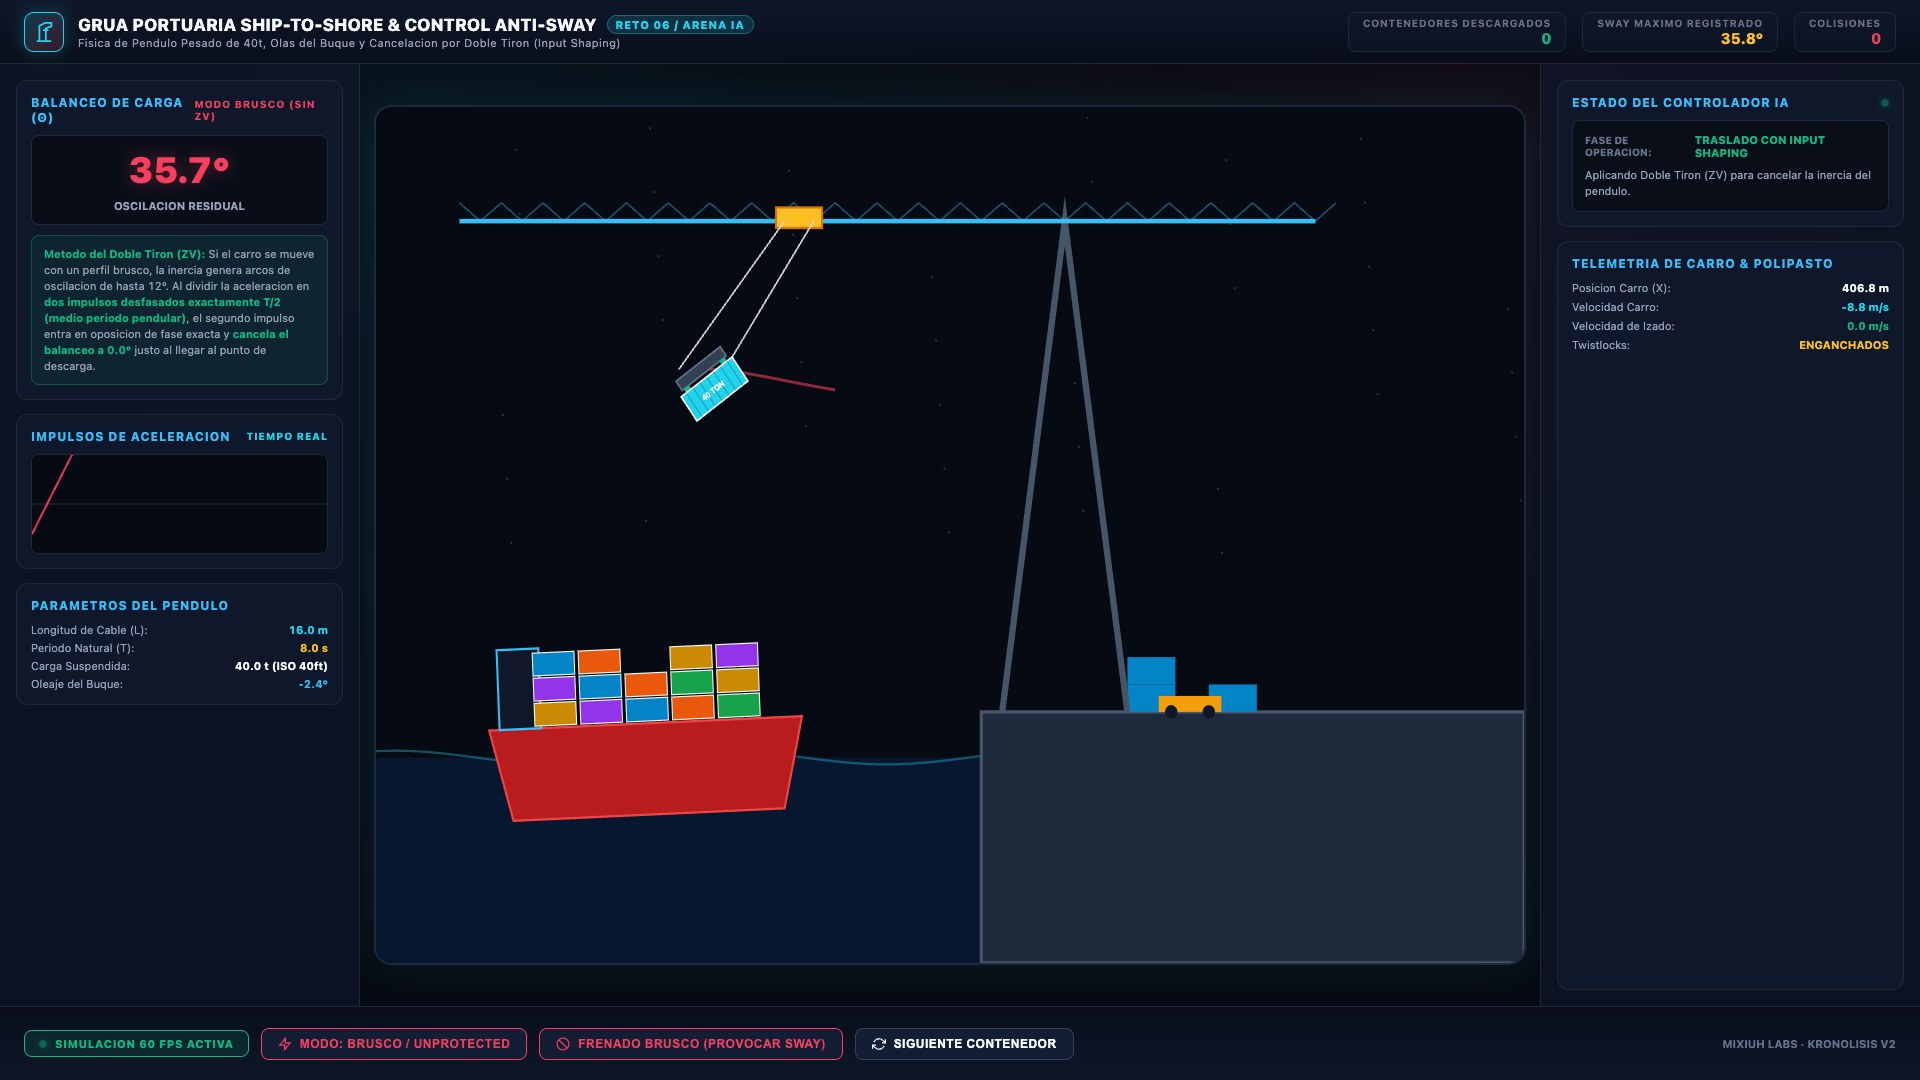 GRUA PORTUARIA SHIP-TO-SHORE & CONTROL ANTI-SWAY
RETO 06 / ARENA IA
Fisica de Pendulo Pesado de 40t, Olas del Buque y Cancelacion por Doble Tiron (Input Shaping)
CONTENEDORES DESCARGADOS
0
SWAY MAXIMO REGISTRADO
35.8°
COLISIONES
0
BALANCEO DE CARGA
(Θ)
MODO BRUSCO (SIN
ZV)
35.7°
OSCILACION RESIDUAL
Metodo del Doble Tiron (ZV): Si el carro se mueve
con un perfil brusco, la inercia genera arcos de
oscilacion de hasta 12°. Al dividir la aceleracion en
dos impulsos desfasados exactamente T/2
(medio periodo pendular), el segundo impulso
entra en oposicion de fase exacta y cancela el
balanceo a 0.0° justo al llegar al punto de
descarga.
IMPULSOS DE ACELERACION
TIEMPO REAL
PARAMETROS DEL PENDULO
Longitud de Cable (L): 16.0 m
Periodo Natural (T): 8.0 s
Carga Suspendida: 40.0 t (ISO 40ft)
Oleaje del Buque: -2.4°
40 TON
ESTADO DEL CONTROLADOR IA
FASE DE
OPERACION:
TRASLADO CON INPUT
SHAPING
Aplicando Doble Tiron (ZV) para cancelar la inercia del
pendulo.
TELEMETRIA DE CARRO & POLIPASTO
Posicion Carro (X): 406.8 m
Velocidad Carro: -8.8 m/s
Velocidad de Izado: 0.0 m/s
Twistlocks: ENGANCHADOS
SIMULACION 60 FPS ACTIVA
MODO: BRUSCO / UNPROTECTED
FRENADO BRUSCO (PROVOCAR SWAY)
SIGUIENTE CONTENEDOR
MIXIUH LABS · KRONOLISIS V2